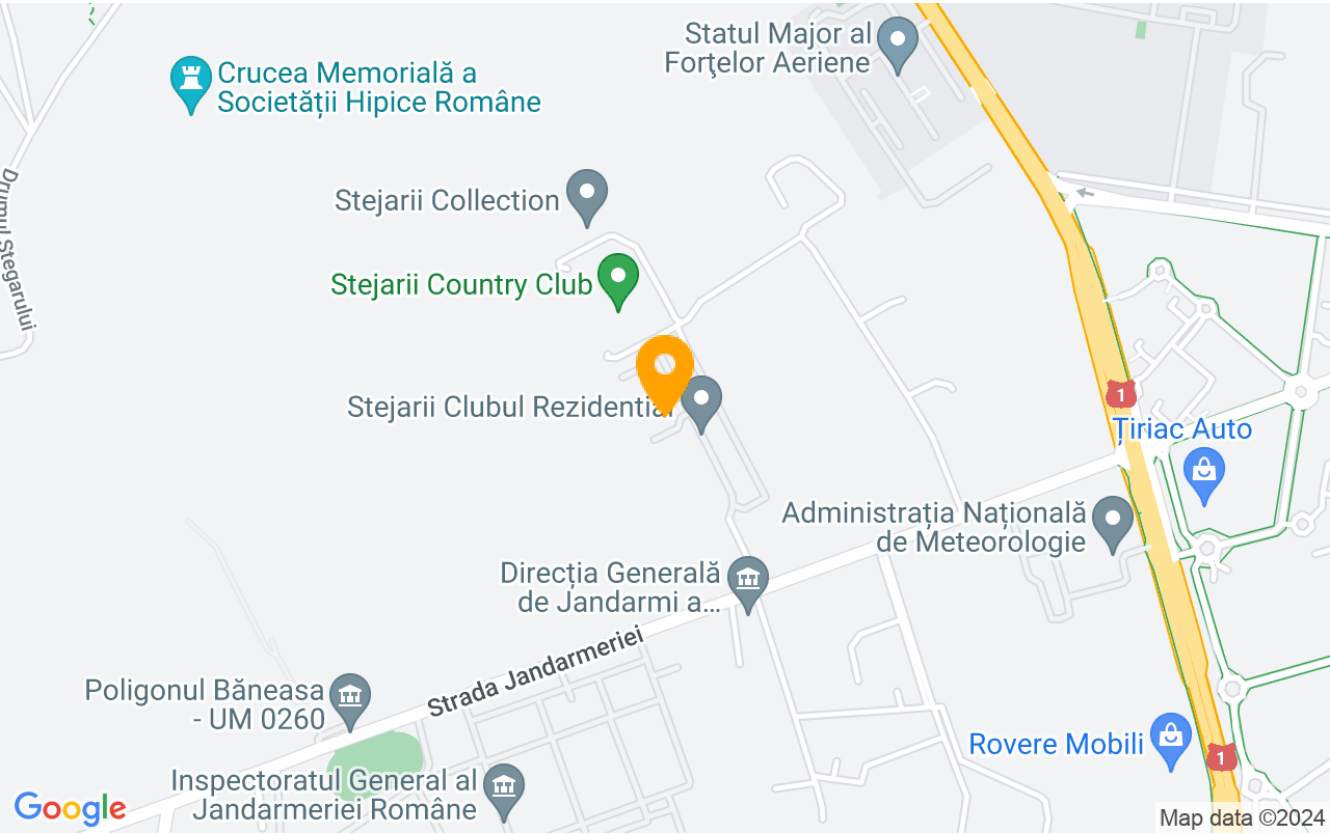 Statul Major al
Forţelor Aeriene
Crucea Memorială a
Societății Hipice Române
Drumul Stegarului
Stejarii Collection
Stejarii Country Club
Stejarii Clubul Rezidential
1
Țiriac Auto
Administrația Națională
de Meteorologie
Direcția Generală
de Jandarmi a...
Strada Jandarmeriei
Poligonul Băneasa
- UM 0260
Rovere Mobili
1
Inspectoratul General al
Jandarmeriei Române
Google
Map data ©2024